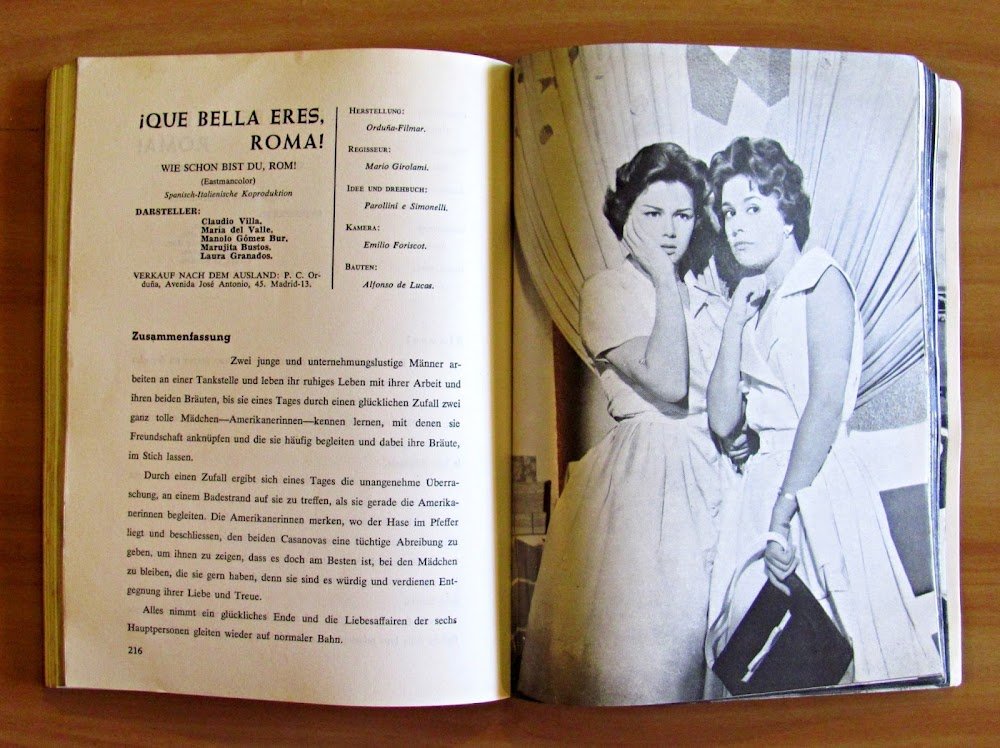 ¡QUE BELLA ERES,
ROMA!
WIE SCHON BIST DU, ROM!
(Eastmancolor)
Spanisch-Italienische Koproduktion
DARSTELLER:
Claudio Villa.
María del Valle.
Manolo Gómez Bur.
Marujita Bustos.
Laura Granados.
VERKAUF NACH DEM AUSLAND: P. C. Or-
duña, Avenida José Antonio, 45. Madrid-13.
HERSTELLUNG:
Orduña-Filmar.
REGISSEUR:
Mario Girolami.
IDEE UND DREHBUCH:
Parollini e Simonelli.
KAMERA:
Emilio Foriscot.
BAUTEN:
Alfonso de Lucas.
Zusammenfassung
Zwei junge und unternehmungslustige Männer ar-
beiten an einer Tankstelle und leben ihr ruhiges Leben mit ihrer Arbeit und
ihren beiden Bräuten, bis sie eines Tages durch einen glücklichen Zufall zwei
ganz tolle Mädchen—Amerikanerinnen—kennen lernen, mit denen sie
Freundschaft anknüpfen und die sie häufig begleiten und dabei ihre Bräute,
im Stich lassen.
Durch einen Zufall ergibt sich eines Tages die unangenehme Überra-
schung, an einem Badestrand auf sie zu treffen, als sie gerade die Amerika-
nerinnen begleiten. Die Amerikanerinnen merken, wo der Hase im Pfeffer
liegt und beschliessen, den beiden Casanovas eine tüchtige Abreibung zu
geben, um ihnen zu zeigen, dass es doch am Besten ist, bei den Mädchen
zu bleiben, die sie gern haben, denn sie sind es würdig und verdienen Ent-
gegnung ihrer Liebe und Treue.
Alles nimmt ein glückliches Ende und die Liebesaffairen der sechs
Hauptpersonen gleiten wieder auf normaler Bahn.
216